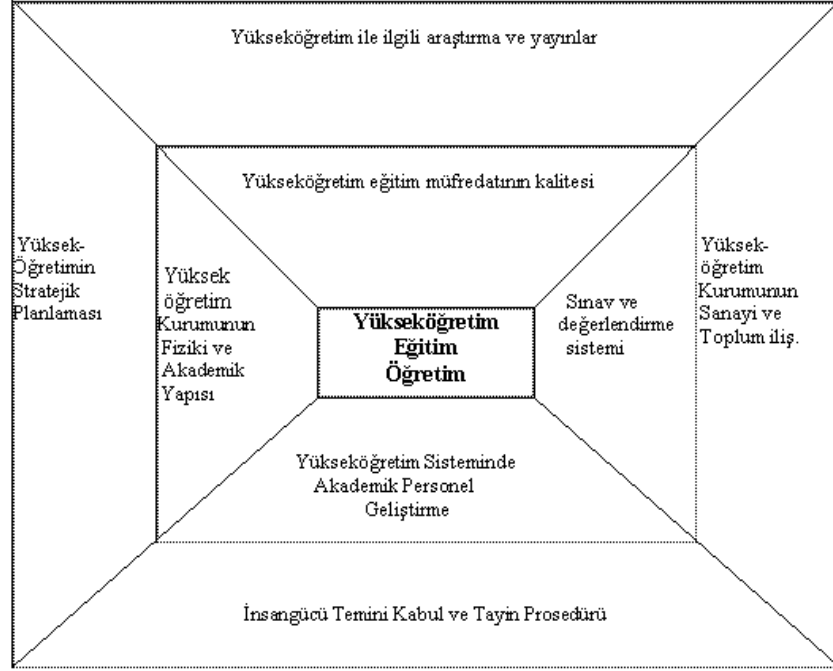 Yükseköğretim ile ilgili araştırma ve yayınlar
Yükseköğretim eğitim müfredatının kalitesi
Yüksek-
Öğretimin
Stratejik
Planlaması
Yüksek
öğretim
Kurumunun
Fiziki ve
Akademik
Yapısı
Yükseköğretim
Eğitim
Öğretim
Sınav ve
değerlendirme
sistemi
Yüksek-
öğretim
Kurumunun
Sanayi ve
Toplum iliş.
Yükseköğretim Sisteminde
Akademik Personel
Geliştirme
İnsangücü Temini Kabul ve Tayin Prosedürü